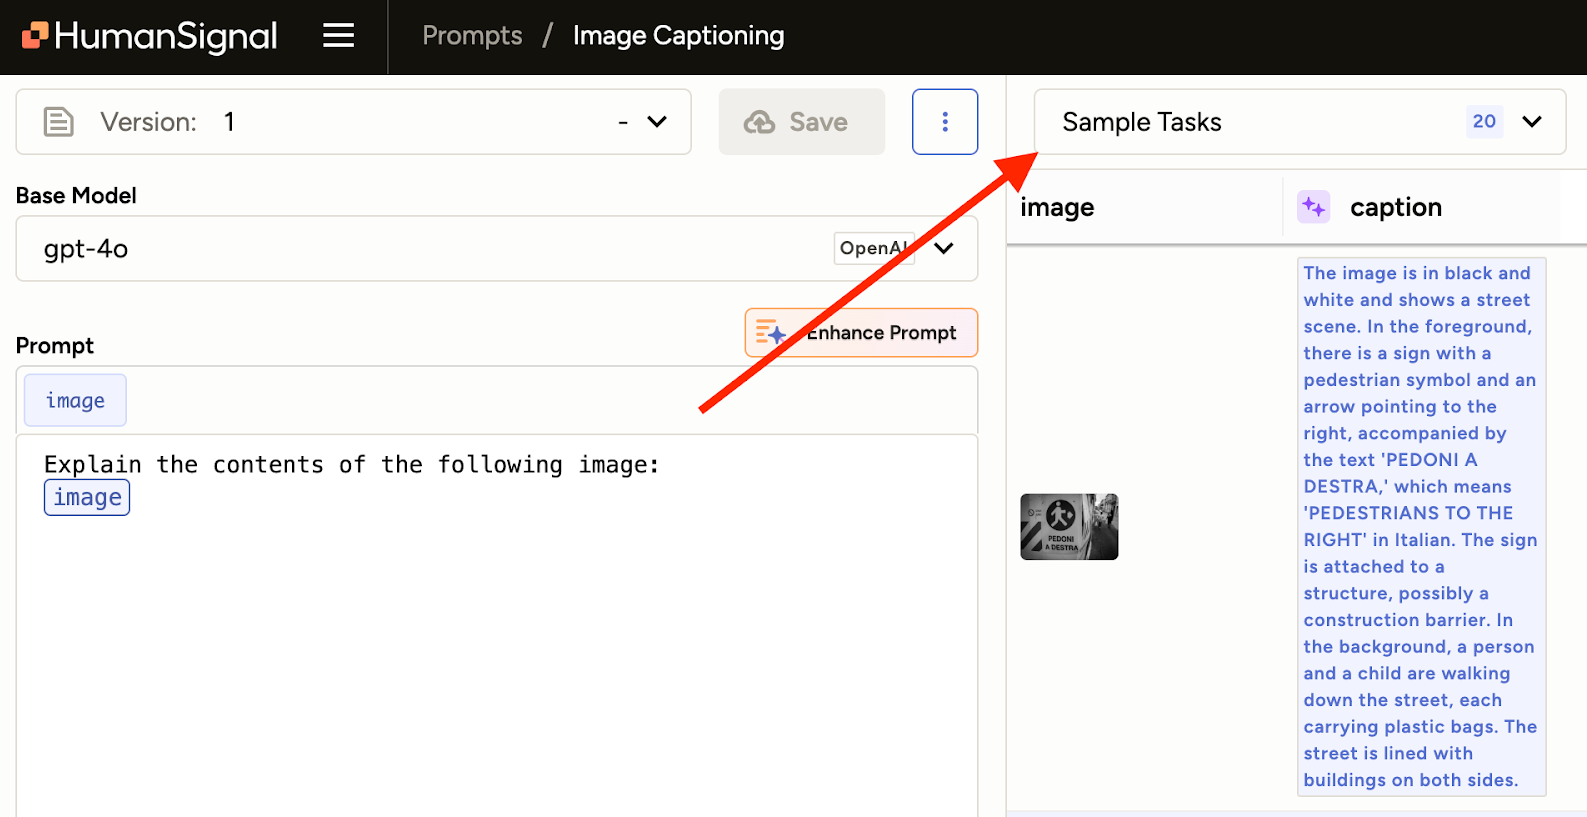 HumanSignal
Prompts / Image Captioning
Version: 1 -
Save
Sample Tasks 20
Base Model
gpt-4o OpenAI
Enhance Prompt
Prompt
image
Explain the contents of the following image:
image
image caption
PEDONI
A DESTRA
The image is in black and
white and shows a street
scene. In the foreground,
there is a sign with a
pedestrian symbol and an
arrow pointing to the
right, accompanied by
the text 'PEDONI A
DESTRA,' which means
'PEDESTRIANS TO THE
RIGHT' in Italian. The sign
is attached to a
structure, possibly a
construction barrier. In
the background, a person
and a child are walking
down the street, each
carrying plastic bags. The
street is lined with
buildings on both sides.